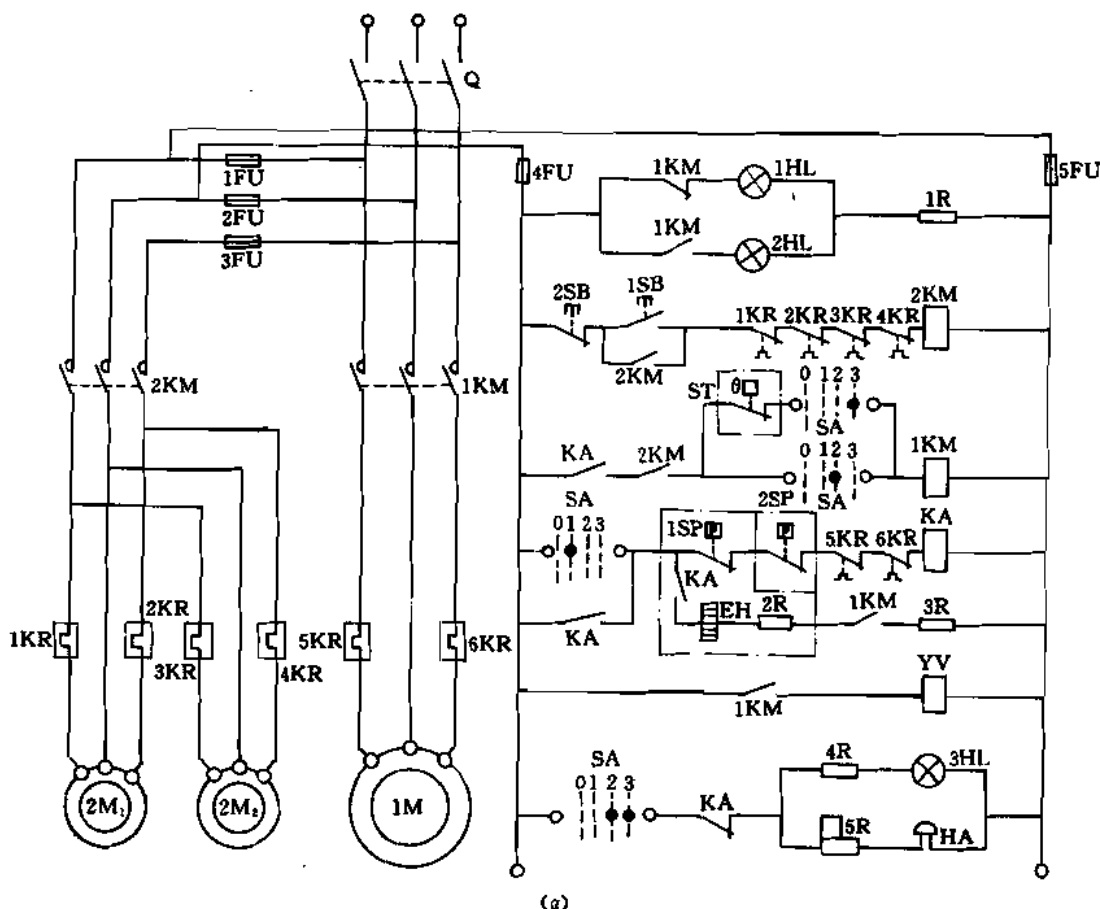 Q
1FU
2FU
3FU
4FU
5FU
1KM
1HL
1R
1KM
2HL
2SB
1SB
1KR
2KR
3KR
4KR
2KM
2KM
2KM
1KM
ST
θ
0 1 2 3
SA
0 1 2 3
SA
KA
2KM
1KM
SA
0 1 2 3
1SP
P
2SP
P
5KR
6KR
KA
KA
EH
2R
1KM
3R
KA
1KR
2KR
3KR
4KR
5KR
6KR
YV
1KM
2M₁
2M₂
1M
SA
0 1 2 3
KA
4R
3HL
5R
HA
(a)